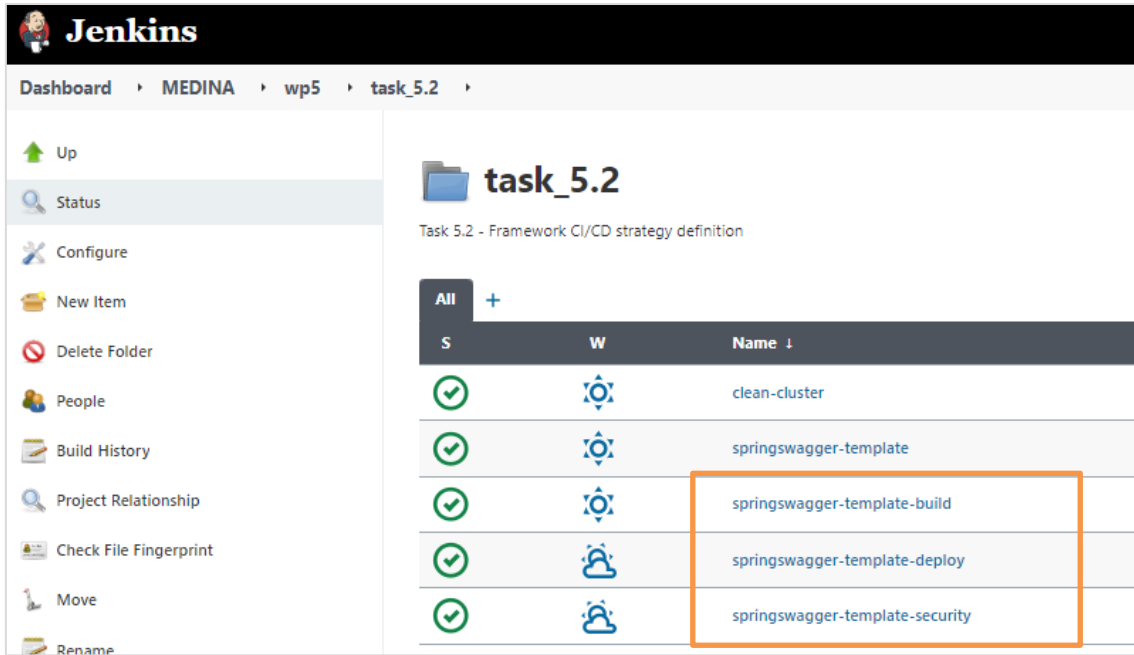 Jenkins
Dashboard MEDINA wp5 task_5.2
Up
Status
Configure
New Item
Delete Folder
People
Build History
Project Relationship
Check File Fingerprint
Move
Rename
task_5.2
Task 5.2 - Framework CI/CD strategy definition
All +
S W Name ↓
clean-cluster
springswagger-template
springswagger-template-build
springswagger-template-deploy
springswagger-template-security